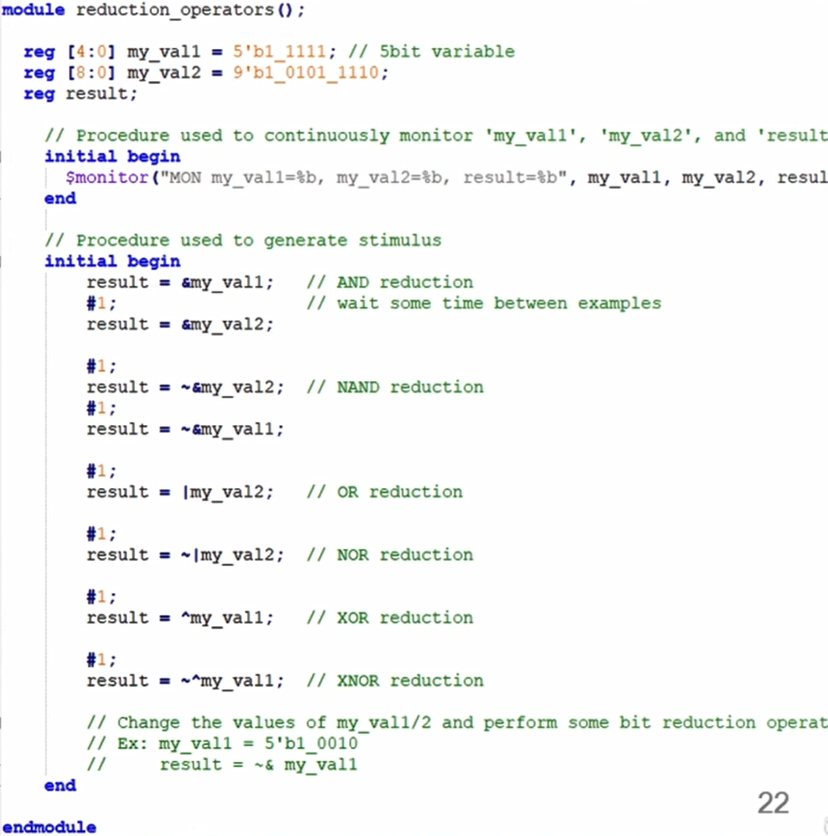 module reduction_operators();
reg [4:0] my_val1 = 5'b1_1111; // 5bit variable
reg [8:0] my_val2 = 9'b1_0101_1110;
reg result;
// Procedure used to continuously monitor 'my_val1', 'my_val2', and 'result
initial begin
$monitor("MON my_val1=%b, my_val2=%b, result=%b", my_val1, my_val2, resul
end
// Procedure used to generate stimulus
initial begin
result = &my_val1; // AND reduction
#1; // wait some time between examples
result = &my_val2;
#1;
result = ~&my_val2; // NAND reduction
#1;
result = ~&my_val1;
#1;
result = |my_val2; // OR reduction
#1;
result = ~|my_val2; // NOR reduction
#1;
result = ^my_val1; // XOR reduction
#1;
result = ~^my_val1; // XNOR reduction
// Change the values of my_val1/2 and perform some bit reduction operat
// Ex: my_val1 = 5'b1_0010
// result = ~& my_val1
end
22
endmodule